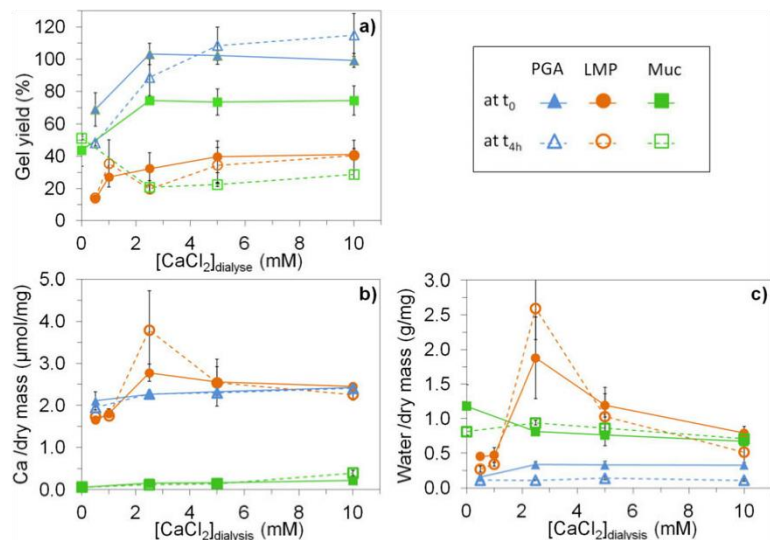 a)
Gel yield (%)
120
100
80
60
40
20
0
0 2 4 6 8 10
[CaCl2]dialyse (mM)
PGA LMP Muc
at t0
at t4h
b)
Ca /dry mass (µmol/mg)
5.0
4.0
3.0
2.0
1.0
0.0
0 2 4 6 8 10
[CaCl2]dialysis (mM)
c)
Water /dry mass (g/mg)
3.0
2.5
2.0
1.5
1.0
0.5
0.0
0 2 4 6 8 10
[CaCl2]dialysis (mM)